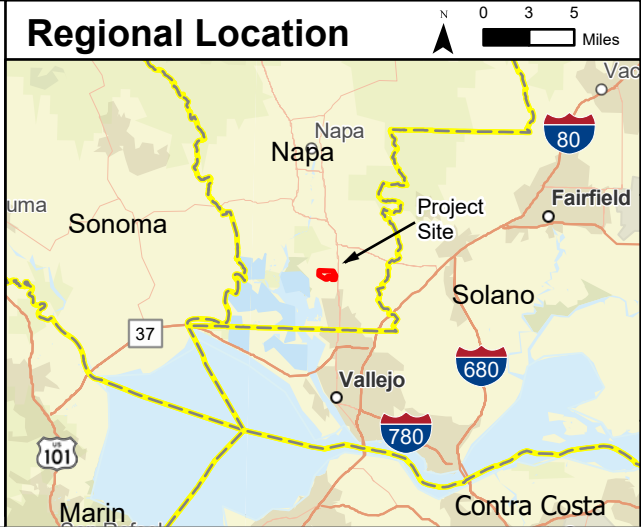 Regional Location
N
0 3 5
Miles
Vac
80
Napa
Napa
Fairfield
uma
Project
Site
Sonoma
Solano
37
680
Vallejo
780
US
101
Marin
Contra Costa